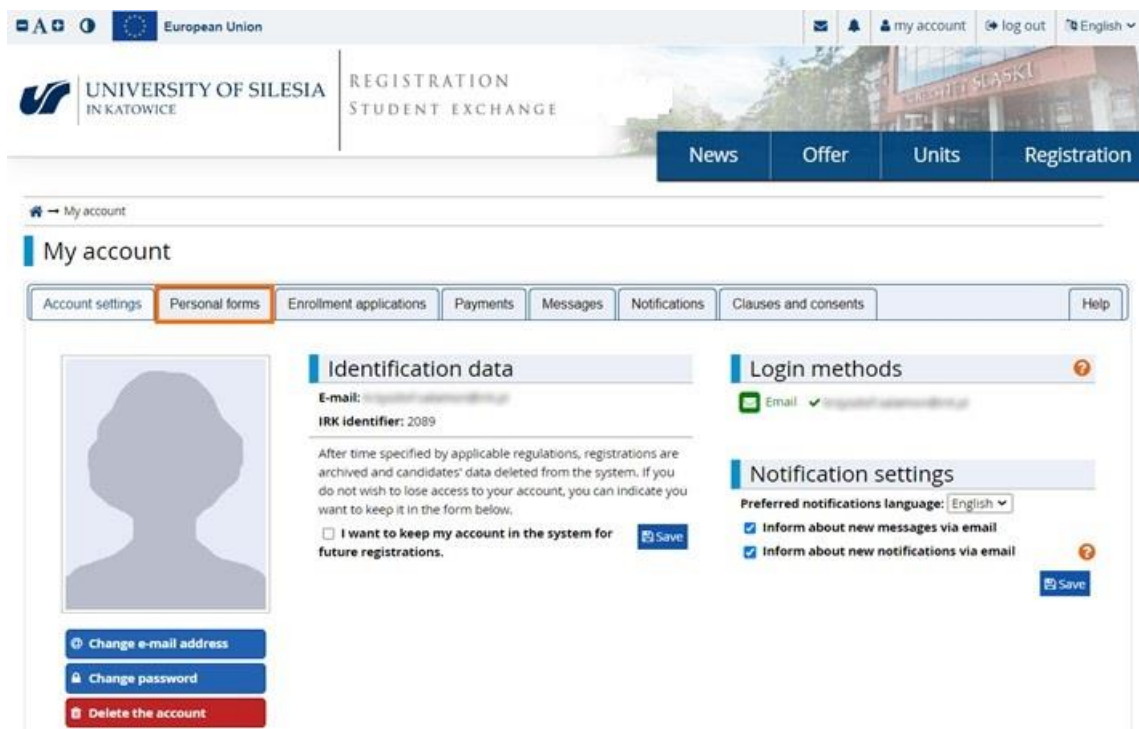 A
European Union
my account
log out
English
UNIVERSITY OF SILESIA
IN KATOWICE
REGISTRATION
STUDENT EXCHANGE
UNIWERSYTET ŚLĄSKI
News
Offer
Units
Registration
→ My account
My account
Account settings
Personal forms
Enrollment applications
Payments
Messages
Notifications
Clauses and consents
Help
Identification data
E-mail:
IRK identifier: 2089
After time specified by applicable regulations, registrations are
archived and candidates' data deleted from the system. If you
do not wish to lose access to your account, you can indicate you
want to keep it in the form below.
I want to keep my account in the system for
future registrations.
Save
Login methods
?
Email
Notification settings
Preferred notifications language: English
Inform about new messages via email
Inform about new notifications via email
?
Save
@ Change e-mail address
Change password
Delete the account